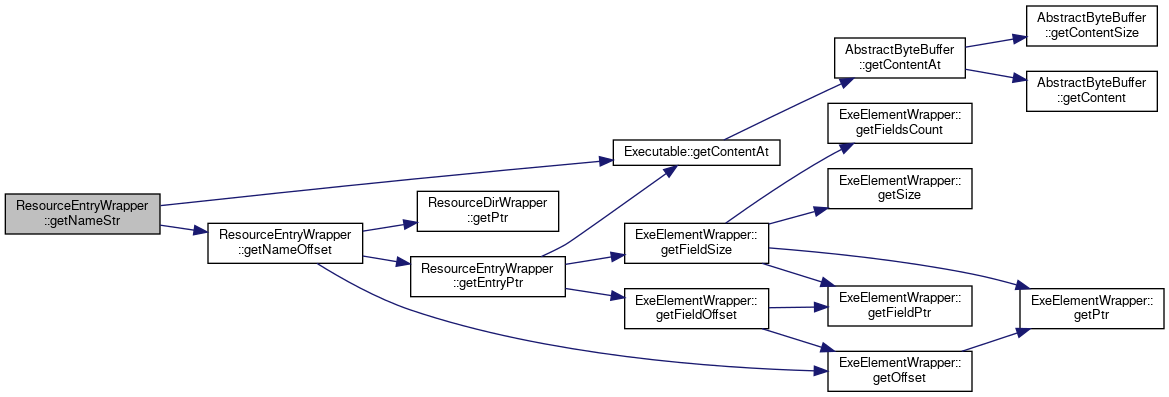 ResourceEntryWrapper
::getNameStr
ResourceEntryWrapper
::getNameOffset
ResourceDirWrapper
::getPtr
ResourceEntryWrapper
::getEntryPtr
Executable::getContentAt
ExeElementWrapper::
getFieldSize
ExeElementWrapper::
getFieldOffset
AbstractByteBuffer
::getContentAt
ExeElementWrapper::
getFieldsCount
ExeElementWrapper::
getSize
ExeElementWrapper::
getFieldPtr
ExeElementWrapper::
getOffset
AbstractByteBuffer
::getContentSize
AbstractByteBuffer
::getContent
ExeElementWrapper::
getPtr